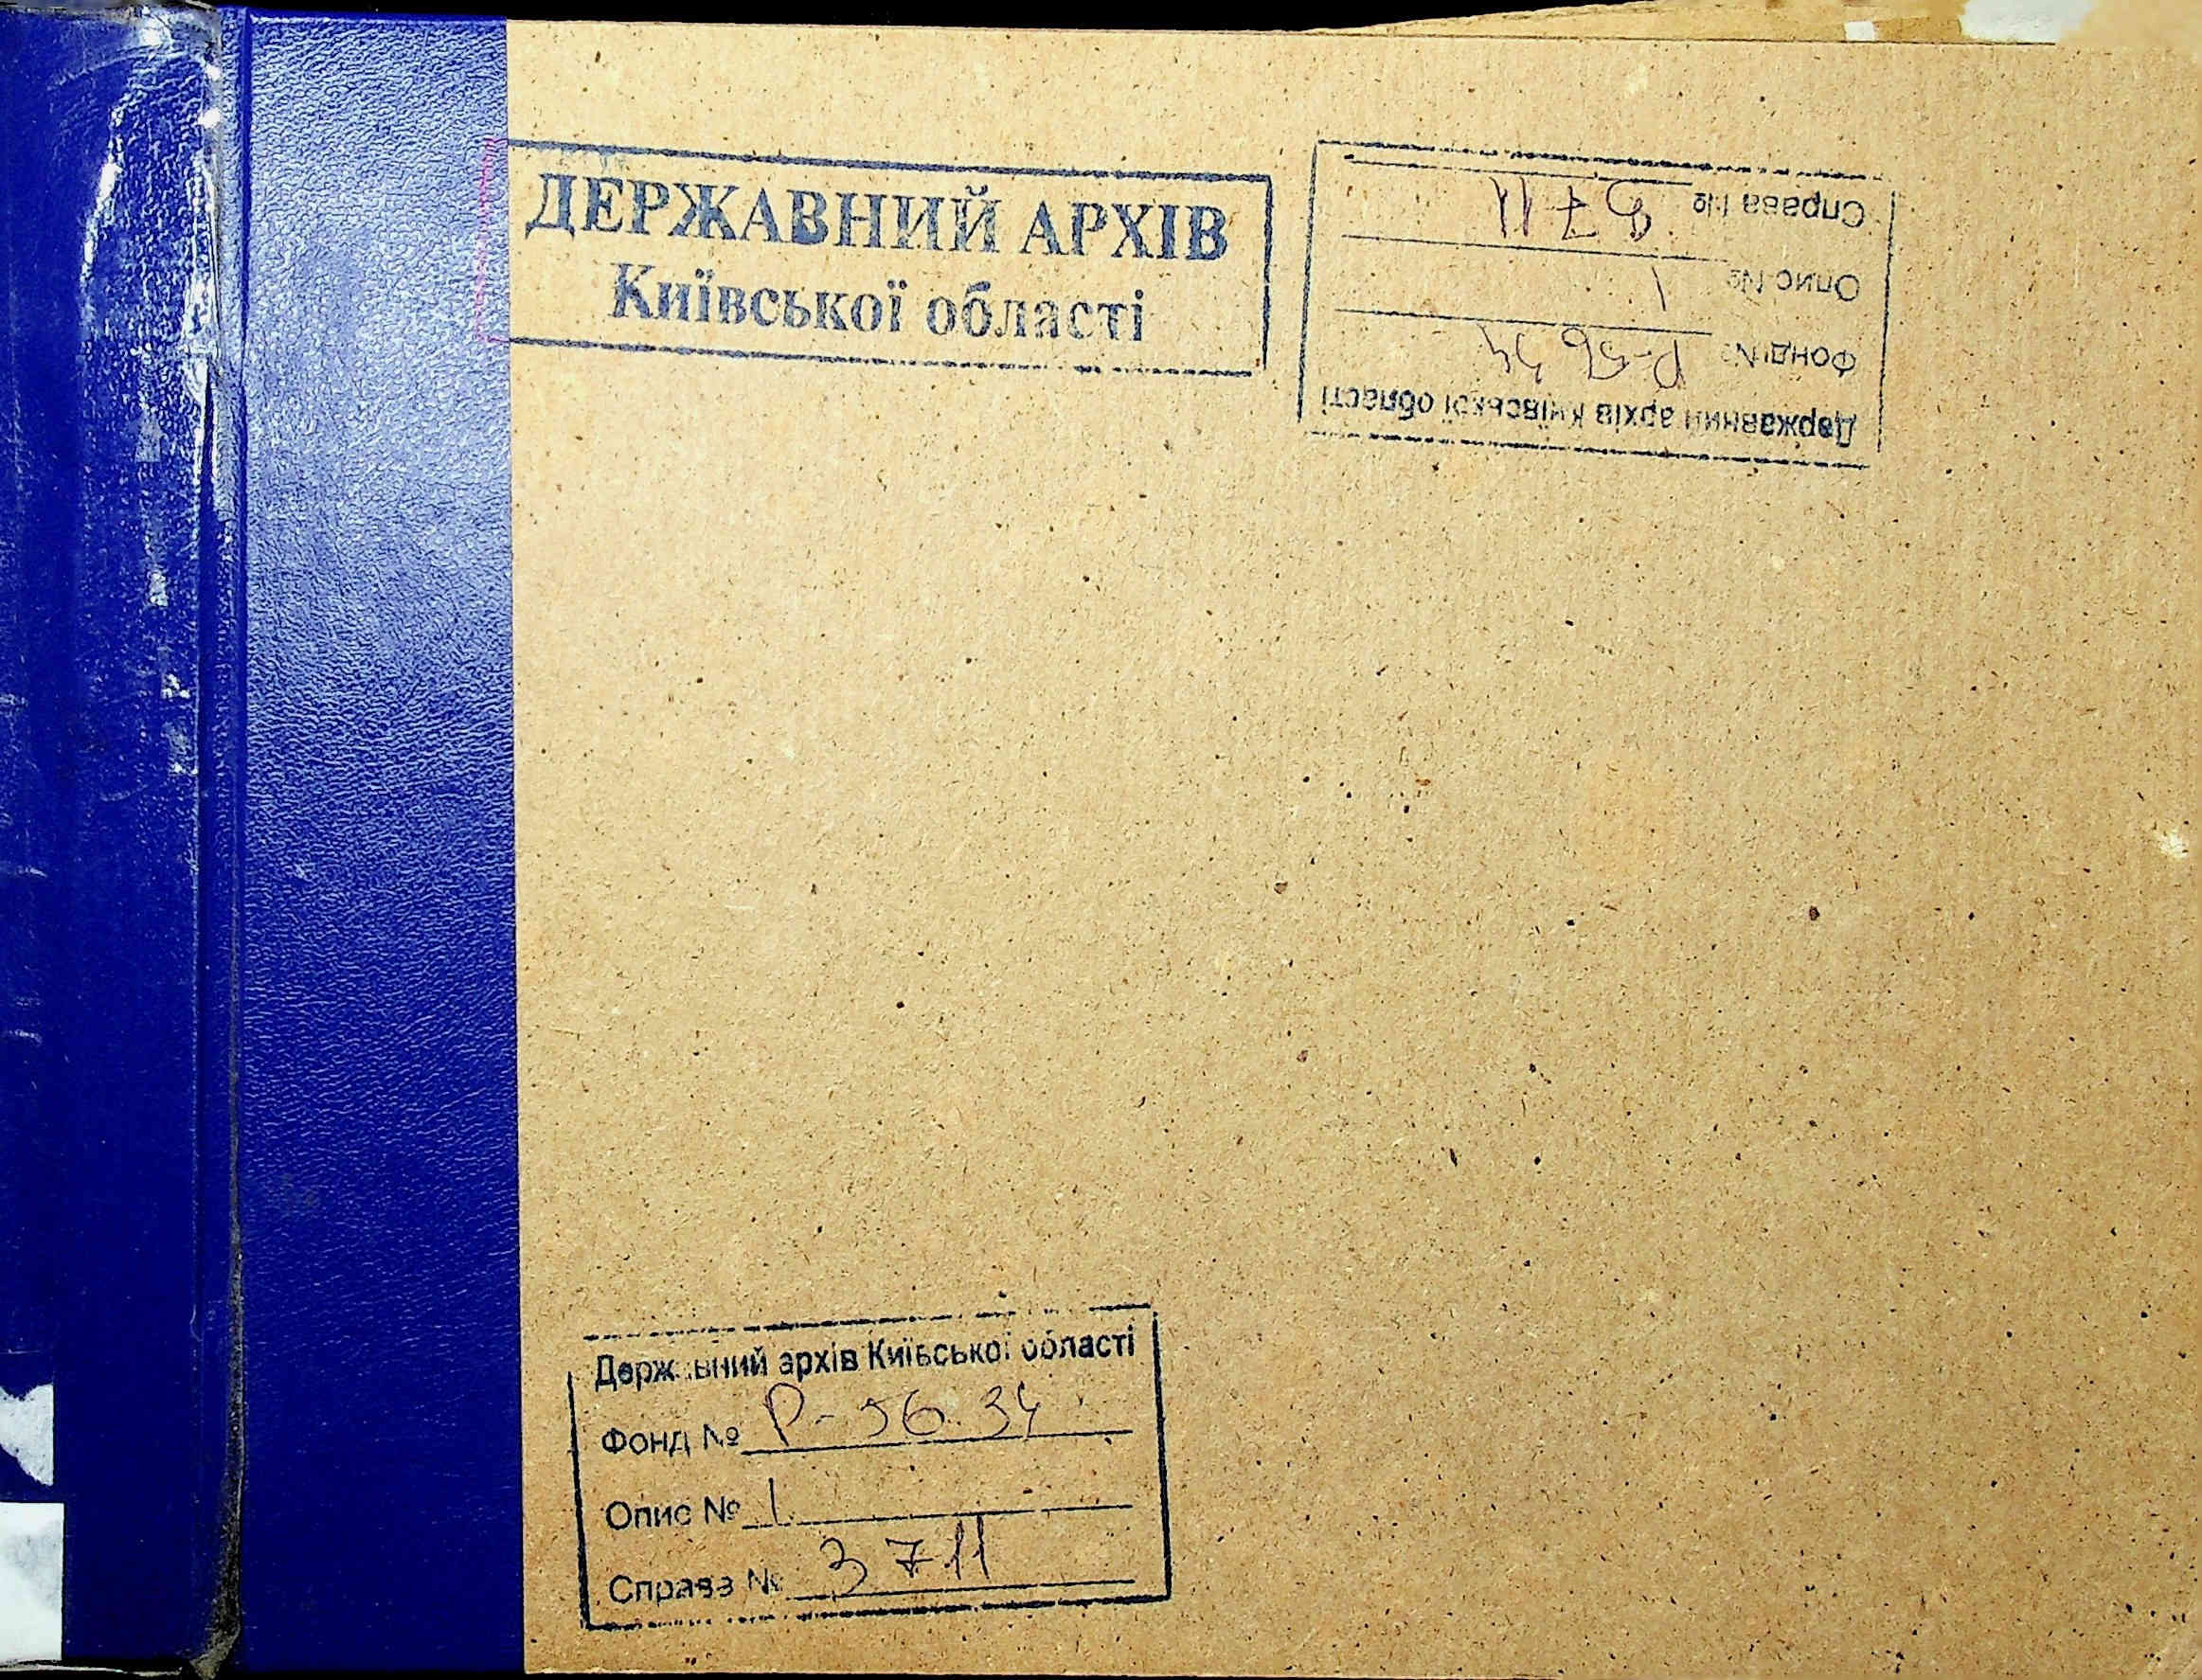 ДЕРЖАВНИЙ АРХІВ
Київської області
Державний архів Київської області
Фонд № Р-5634
Опис № 1
Справа № 3711
Державний архів Київської області
Фонд № Р-5634
Опис № 1
Справа № 3711